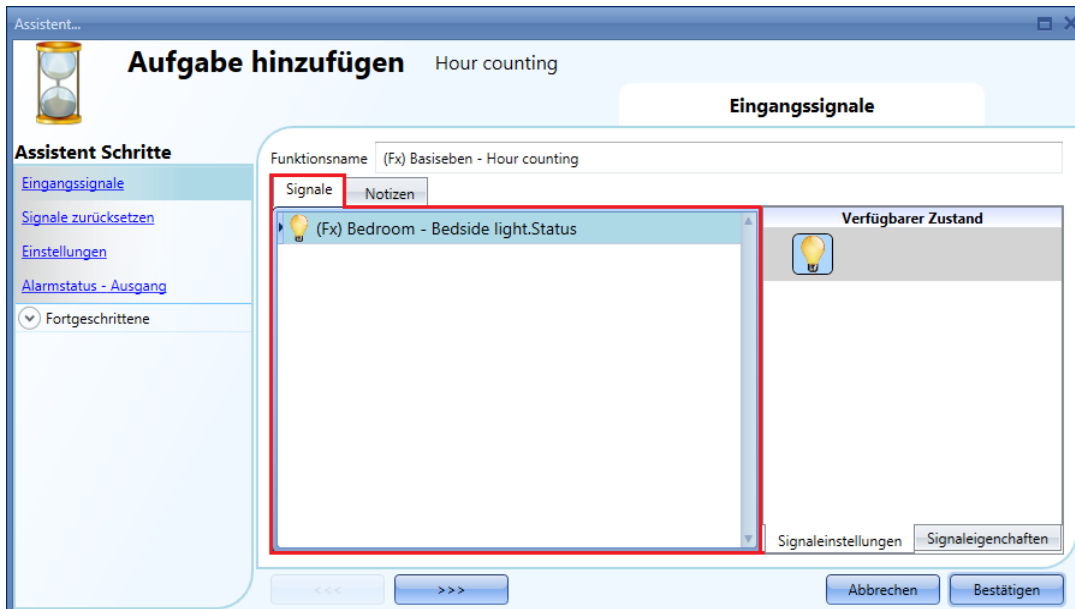 Assistent...
Aufgabe hinzufügen Hour counting
Eingangssignale
Assistent Schritte
Eingangssignale
Signale zurücksetzen
Einstellungen
Alarmstatus - Ausgang
Fortgeschrittene
Funktionsname (Fx) Basiseben - Hour counting
Signale Notizen
(Fx) Bedroom - Bedside light.Status
Verfügbarer Zustand
Signaleinstellungen Signaleigenschaften
<<< >>> Abbrechen Bestätigen